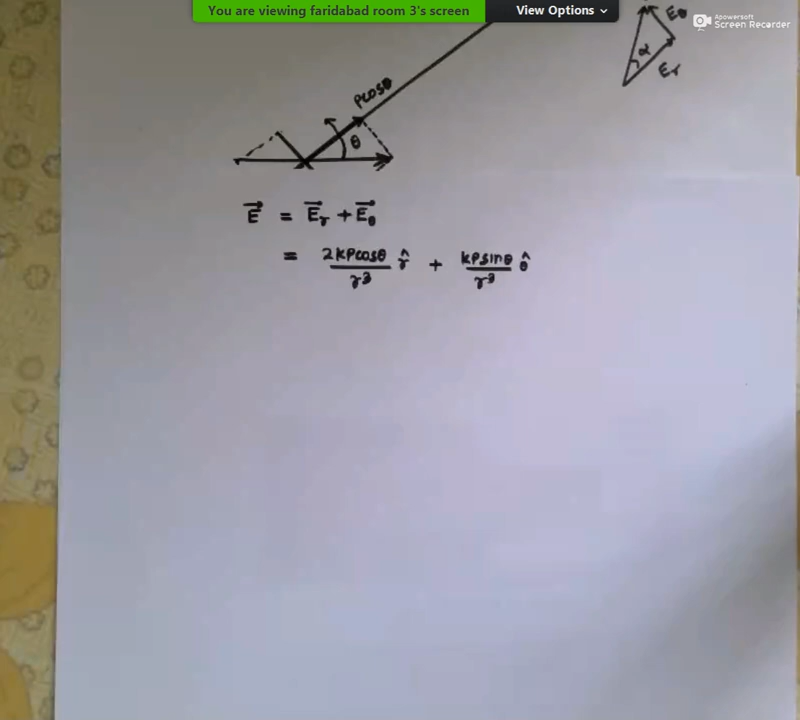 You are viewing faridabad room 3's screen
View Options
Apowersoft
Screen Recorder
Eθ
α
Er
Pcosθ
θ
E⃗ = E⃗r + E⃗θ
= 2kpcosθ/r³ r̂ + kpsinθ/r³ θ̂